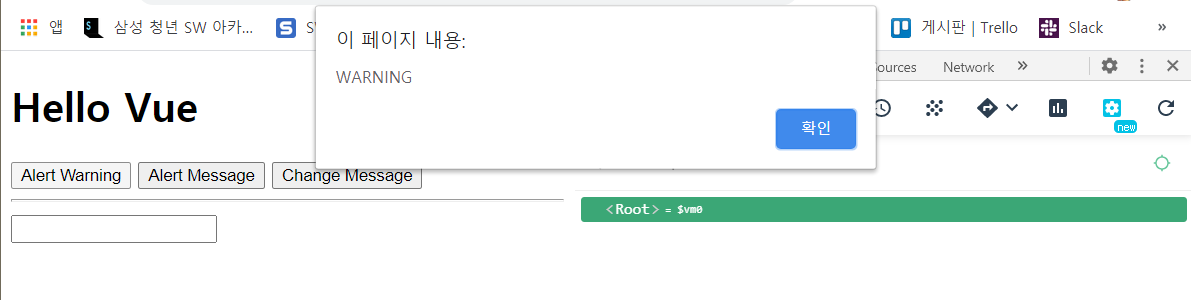 앱
삼성 청년 SW 아카...
게시판 | Trello
Slack
»
이 페이지 내용:
WARNING
확인
Sources
Network
»
new
Hello Vue
Alert Warning
Alert Message
Change Message
<Root> = $vm0